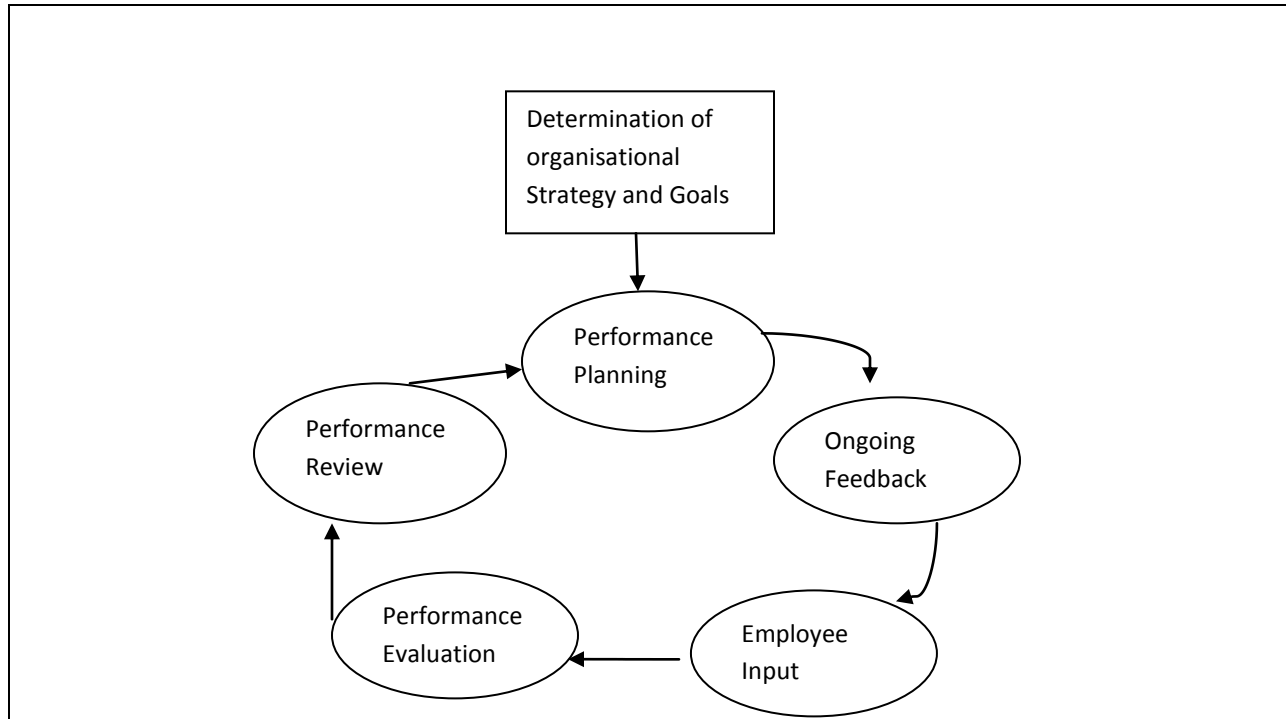 Determination of
organisational
Strategy and Goals
Performance
Planning
Ongoing
Feedback
Employee
Input
Performance
Evaluation
Performance
Review